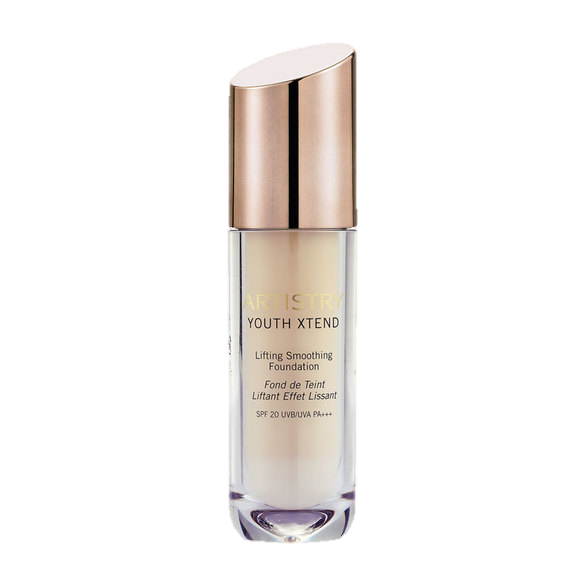 ARTISTRY
YOUTH XTEND
Lifting Smoothing
Foundation
Fond de Teint
Liftant Effet Lissant
SPF 20 UVB/UVA PA+++